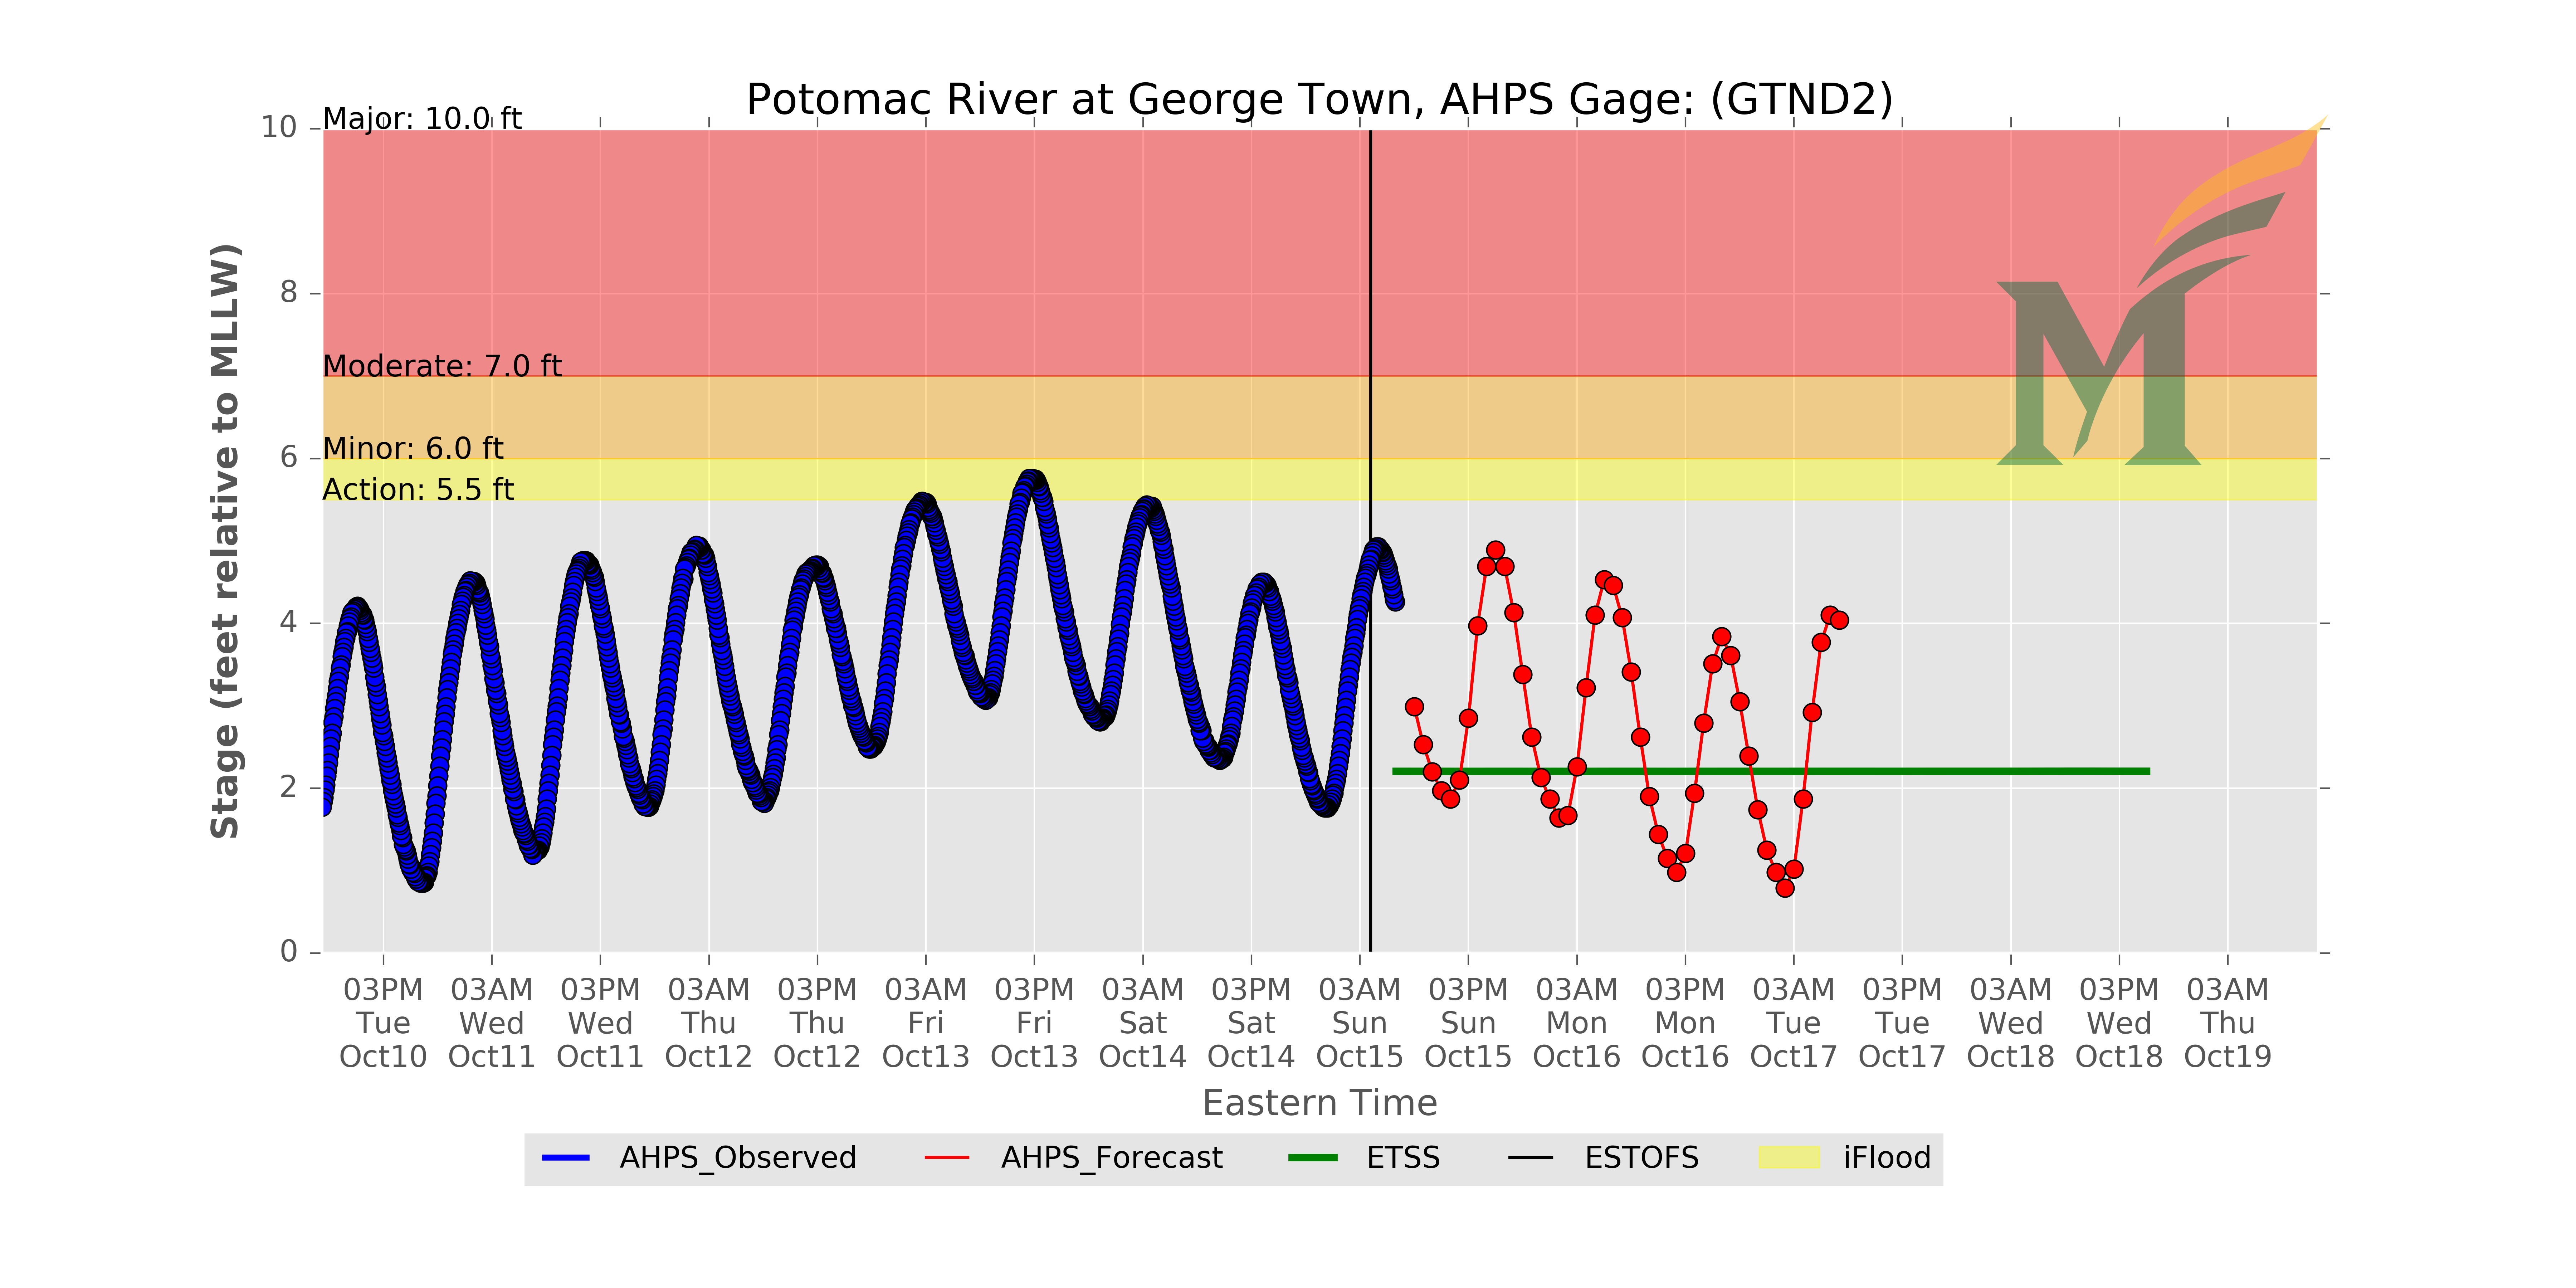 Potomac River at George Town, AHPS Gage: (GTND2)
Major: 10.0 ft
Moderate: 7.0 ft
Minor: 6.0 ft
Action: 5.5 ft
10
8
6
4
2
0
Stage (feet relative to MLLW)
M
03PM 03AM 03PM 03AM 03PM 03AM 03PM 03AM 03PM 03AM 03PM 03AM 03PM 03AM 03PM 03AM 03PM 03AM
Tue Wed Wed Thu Thu Fri Fri Sat Sat Sun Sun Mon Mon Tue Tue Wed Wed Thu
Oct10 Oct11 Oct11 Oct12 Oct12 Oct13 Oct13 Oct14 Oct14 Oct15 Oct15 Oct16 Oct16 Oct17 Oct17 Oct18 Oct18 Oct19
Eastern Time
AHPS_Observed AHPS_Forecast ETSS ESTOFS iFlood